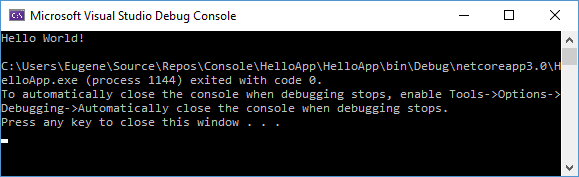 Microsoft Visual Studio Debug Console
Hello World!
C:\Users\Eugene\Source\Repos\Console\HelloApp\HelloApp\bin\Debug\netcoreapp3.0\H
elloApp.exe (process 1144) exited with code 0.
To automatically close the console when debugging stops, enable Tools->Options->
Debugging->Automatically close the console when debugging stops.
Press any key to close this window . . .